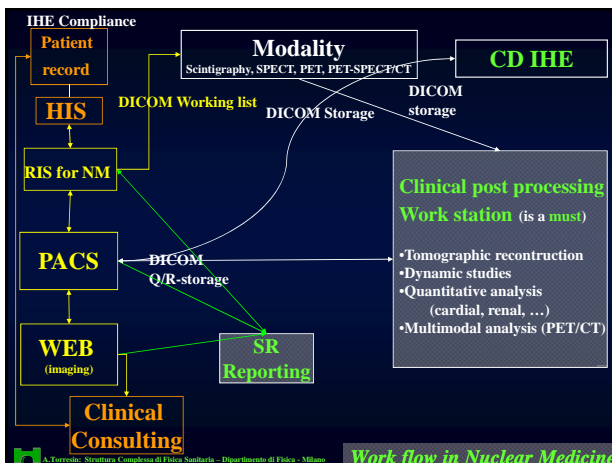 IHE Compliance
Patient
record
HIS
RIS for NM
PACS
WEB
(imaging)
Clinical
Consulting
Modality
Scintigraphy, SPECT, PET, PET-SPECT/CT
CD IHE
DICOM Working list
DICOM Storage
DICOM
storage
Clinical post processing
Work station (is a must)
•Tomographic recontruction
•Dynamic studies
•Quantitative analysis
(cardial, renal, …)
•Multimodal analysis (PET/CT)
DICOM
Q/R-storage
SR
Reporting
A.Torresin: Struttura Complessa di Fisica Sanitaria – Dipartimento di Fisica - Milano
Work flow in Nuclear Medicine